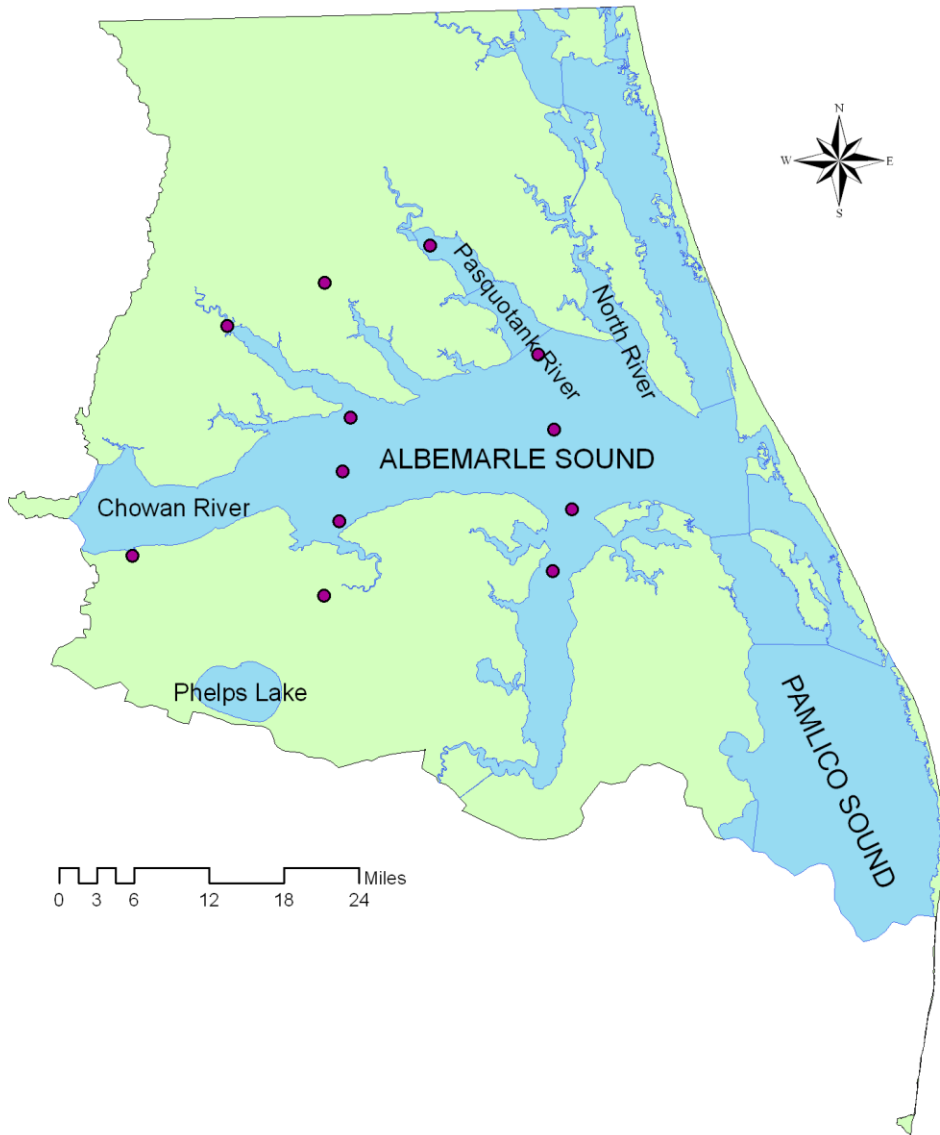 N
W E
S
Pasquotank River
North River
ALBEMARLE SOUND
Chowan River
Phelps Lake
PAMLICO SOUND
Miles
0 3 6 12 18 24